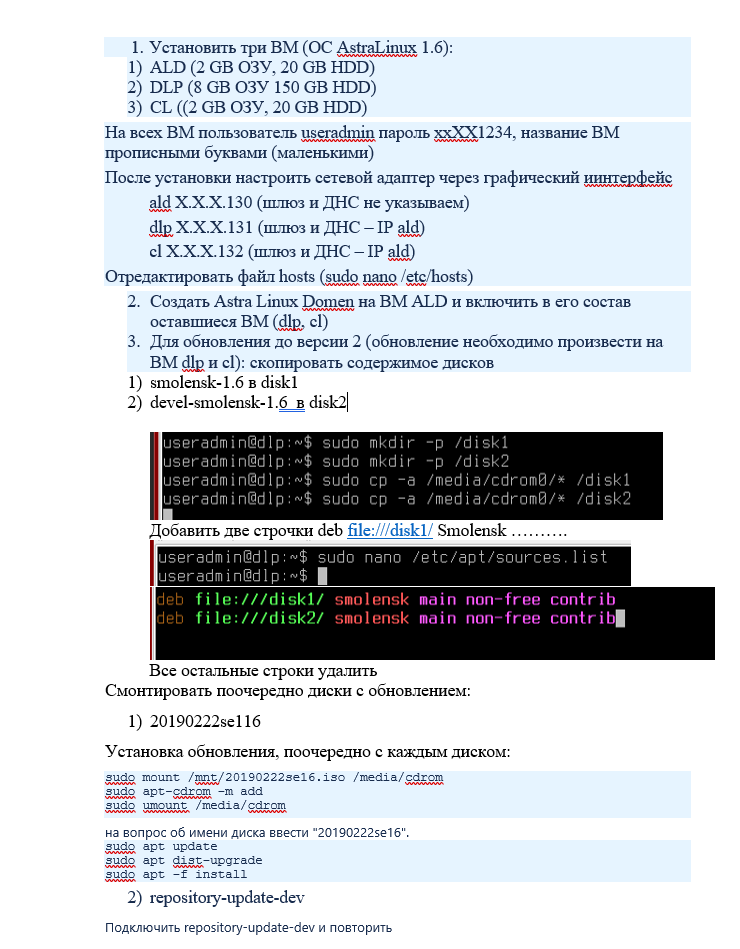 1. Установить три ВМ (ОС AstraLinux 1.6):
1) ALD (2 GB ОЗУ, 20 GB HDD)
2) DLP (8 GB ОЗУ 150 GB HDD)
3) CL ((2 GB ОЗУ, 20 GB HDD)
На всех ВМ пользователь useradmin пароль xxXX1234, название ВМ
прописными буквами (маленькими)
После установки настроить сетевой адаптер через графический иинтерфейс
ald X.X.X.130 (шлюз и ДНС не указываем)
dlp X.X.X.131 (шлюз и ДНС – IP ald)
cl X.X.X.132 (шлюз и ДНС – IP ald)
Отредактировать файл hosts (sudo nano /etc/hosts)
2. Создать Astra Linux Domen на ВМ ALD и включить в его состав
оставшиеся ВМ (dlp, cl)
3. Для обновления до версии 2 (обновление необходимо произвести на
ВМ dlp и cl): скопировать содержимое дисков
1) smolensk-1.6 в disk1
2) devel-smolensk-1.6 в disk2
useradmin@dlp:~$ sudo mkdir -p /disk1
useradmin@dlp:~$ sudo mkdir -p /disk2
useradmin@dlp:~$ sudo cp -a /media/cdrom0/* /disk1
useradmin@dlp:~$ sudo cp -a /media/cdrom0/* /disk2
Добавить две строчки deb file:///disk1/ Smolensk ……….
useradmin@dlp:~$ sudo nano /etc/apt/sources.list
useradmin@dlp:~$
deb file:///disk1/ smolensk main non-free contrib
deb file:///disk2/ smolensk main non-free contrib
Все остальные строки удалить
Смонтировать поочередно диски с обновлением:
1) 20190222se116
Установка обновления, поочередно с каждым диском:
sudo mount /mnt/20190222se16.iso /media/cdrom
sudo apt-cdrom -m add
sudo umount /media/cdrom
на вопрос об имени диска ввести "20190222se16".
sudo apt update
sudo apt dist-upgrade
sudo apt -f install
2) repository-update-dev
Подключить repository-update-dev и повторить